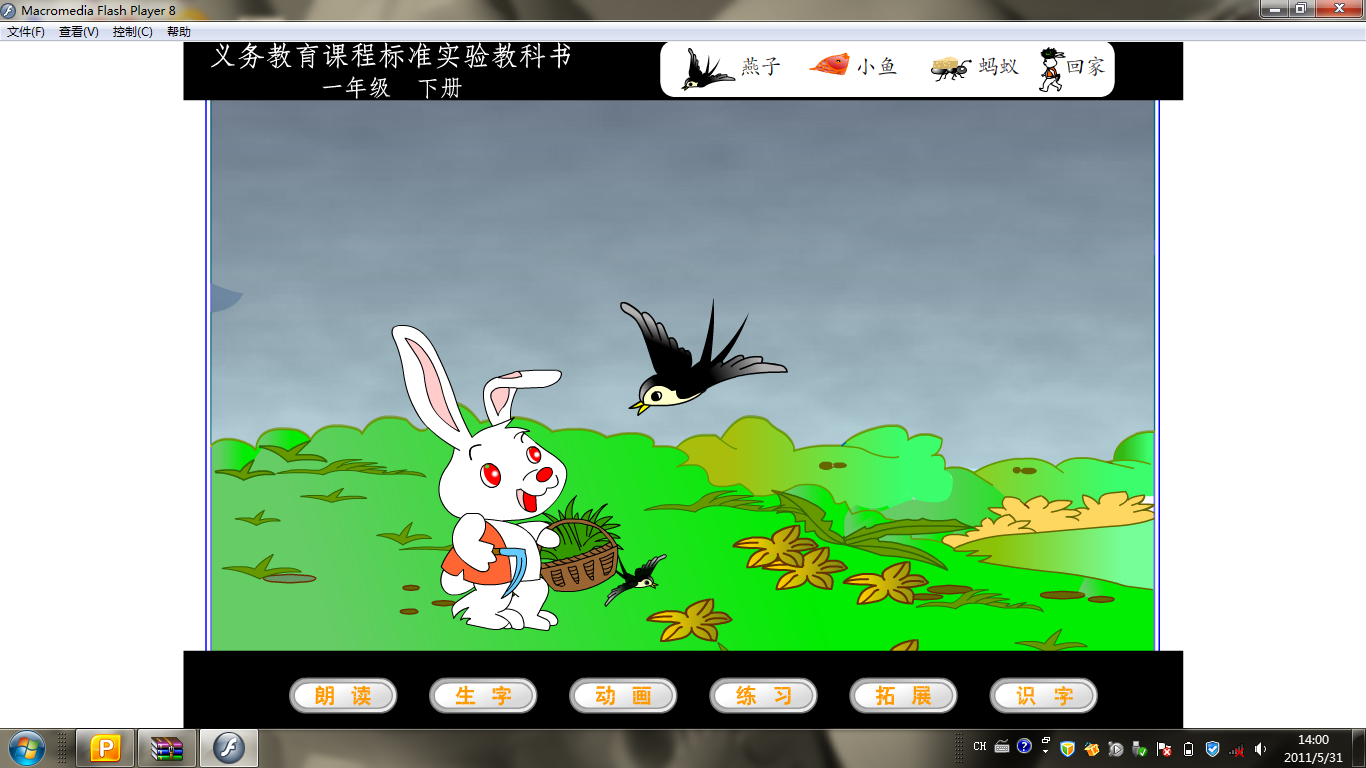 Macromedia Flash Player 8
文件(F) 查看(V) 控制(C) 帮助
义务教育课程标准实验教科书
一年级 下册
燕子 小鱼 蚂蚁 回家
朗读 生字 动画 练习 拓展 识字
CH
14:00
2011/5/31